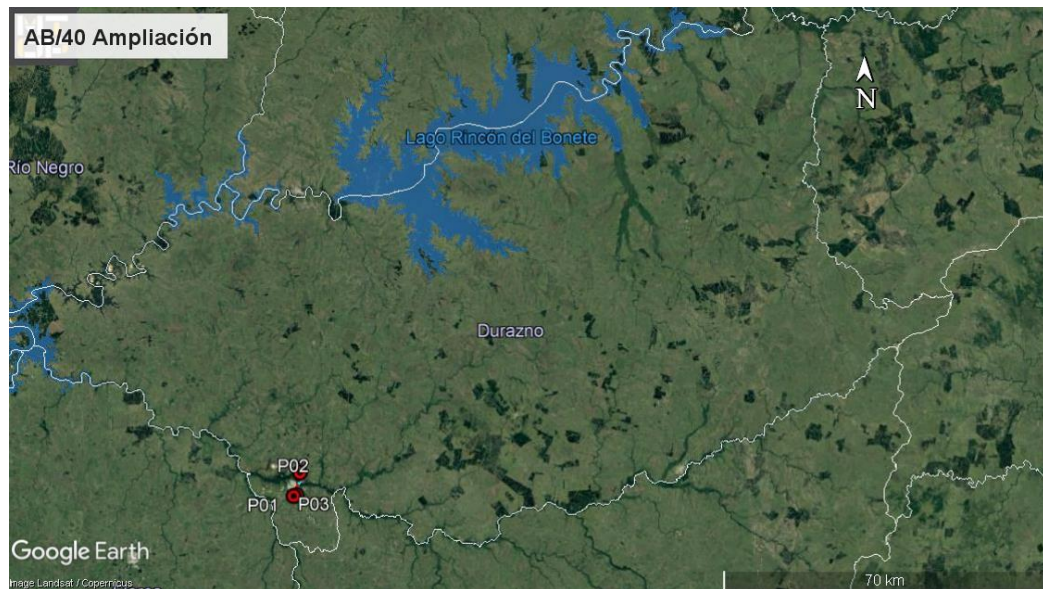 AB/40 Ampliación
N
Lago Rincón del Bonete
Río Negro
Durazno
P02
P01
P03
Google Earth
Image Landsat / Copernicus
70 km